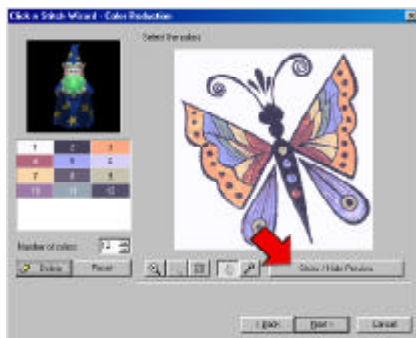 Click n Stitch Wizard - Color Reduction
Select the colors
1 2 3
4 5 6
7 8 9
10 11 12
Number of colors: 12
Reset
Show / Hide Preview
< Back Next > Cancel